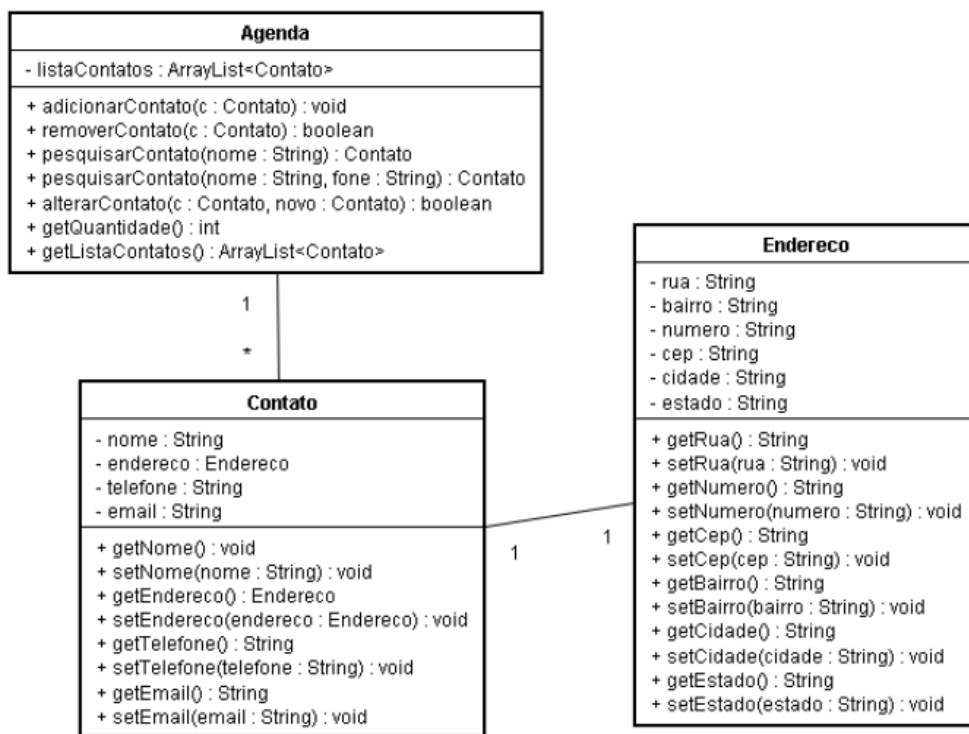 Agenda
- listaContatos : ArrayList<Contato>
+ adicionarContato(c : Contato) : void
+ removerContato(c : Contato) : boolean
+ pesquisarContato(nome : String) : Contato
+ pesquisarContato(nome : String, fone : String) : Contato
+ alterarContato(c : Contato, novo : Contato) : boolean
+ getQuantidade() : int
+ getListaContatos() : ArrayList<Contato>
1
*
Contato
- nome : String
- endereco : Endereco
- telefone : String
- email : String
+ getNome() : void
+ setNome(nome : String) : void
+ getEndereco() : Endereco
+ setEndereco(endereco : Endereco) : void
+ getTelefone() : String
+ setTelefone(telefone : String) : void
+ getEmail() : String
+ setEmail(email : String) : void
1
1
Endereco
- rua : String
- bairro : String
- numero : String
- cep : String
- cidade : String
- estado : String
+ getRua() : String
+ setRua(rua : String) : void
+ getNumero() : String
+ setNumero(numero : String) : void
+ getCep() : String
+ setCep(cep : String) : void
+ getBairro() : String
+ setBairro(bairro : String) : void
+ getCidade() : String
+ setCidade(cidade : String) : void
+ getEstado() : String
+ setEstado(estado : String) : void